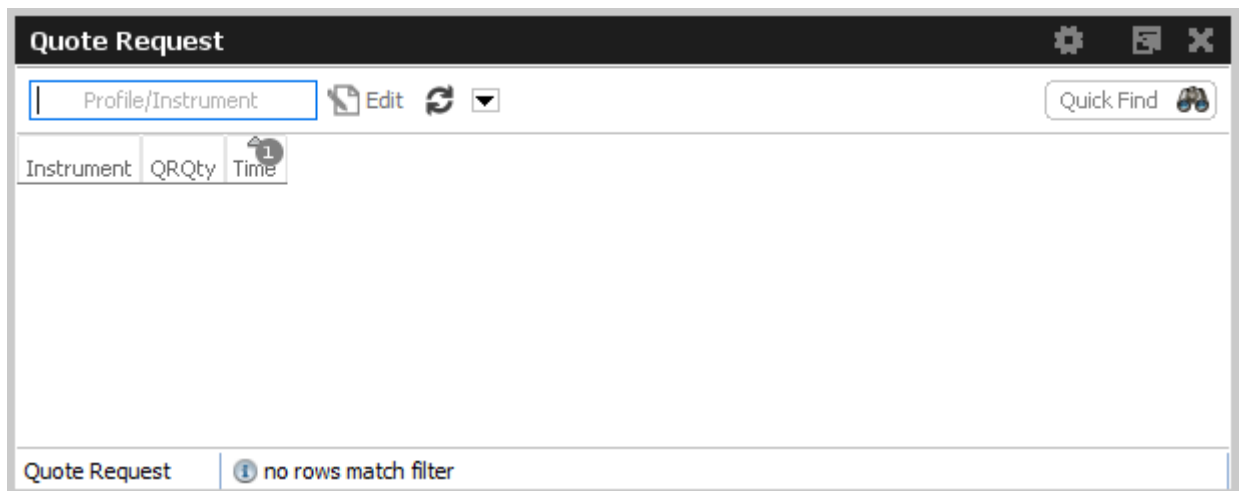 Quote Request
Profile/Instrument Edit Quick Find
Instrument QRQty Time 1
Quote Request no rows match filter